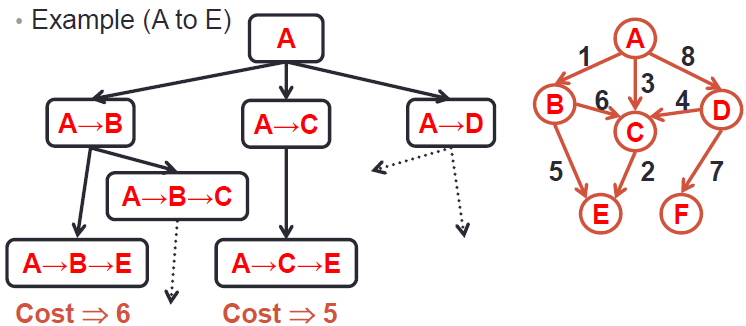 • Example (A to E)
A
A→B
A→C
A→D
A→B→C
A→B→E
A→C→E
Cost ⇒ 6
Cost ⇒ 5
A
1
8
3
B
6
4
D
C
5
2
7
E
F